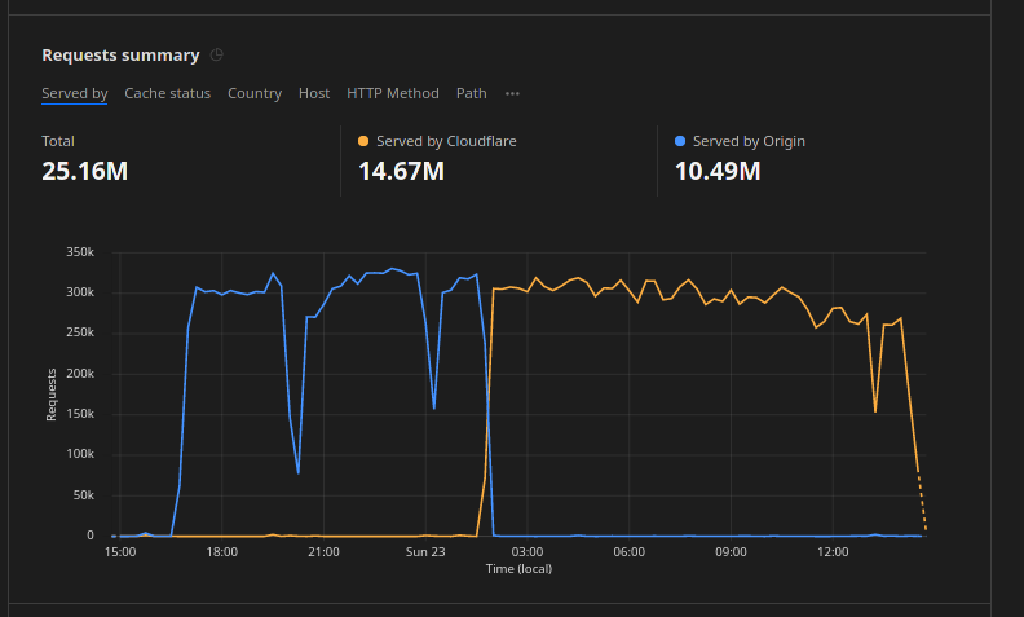 Requests summary
Served by Cache status Country Host HTTP Method Path ...
Total
25.16M
Served by Cloudflare
14.67M
Served by Origin
10.49M
350k
300k
250k
200k
150k
100k
50k
0
Requests
15:00 18:00 21:00 Sun 23 03:00 06:00 09:00 12:00
Time (local)